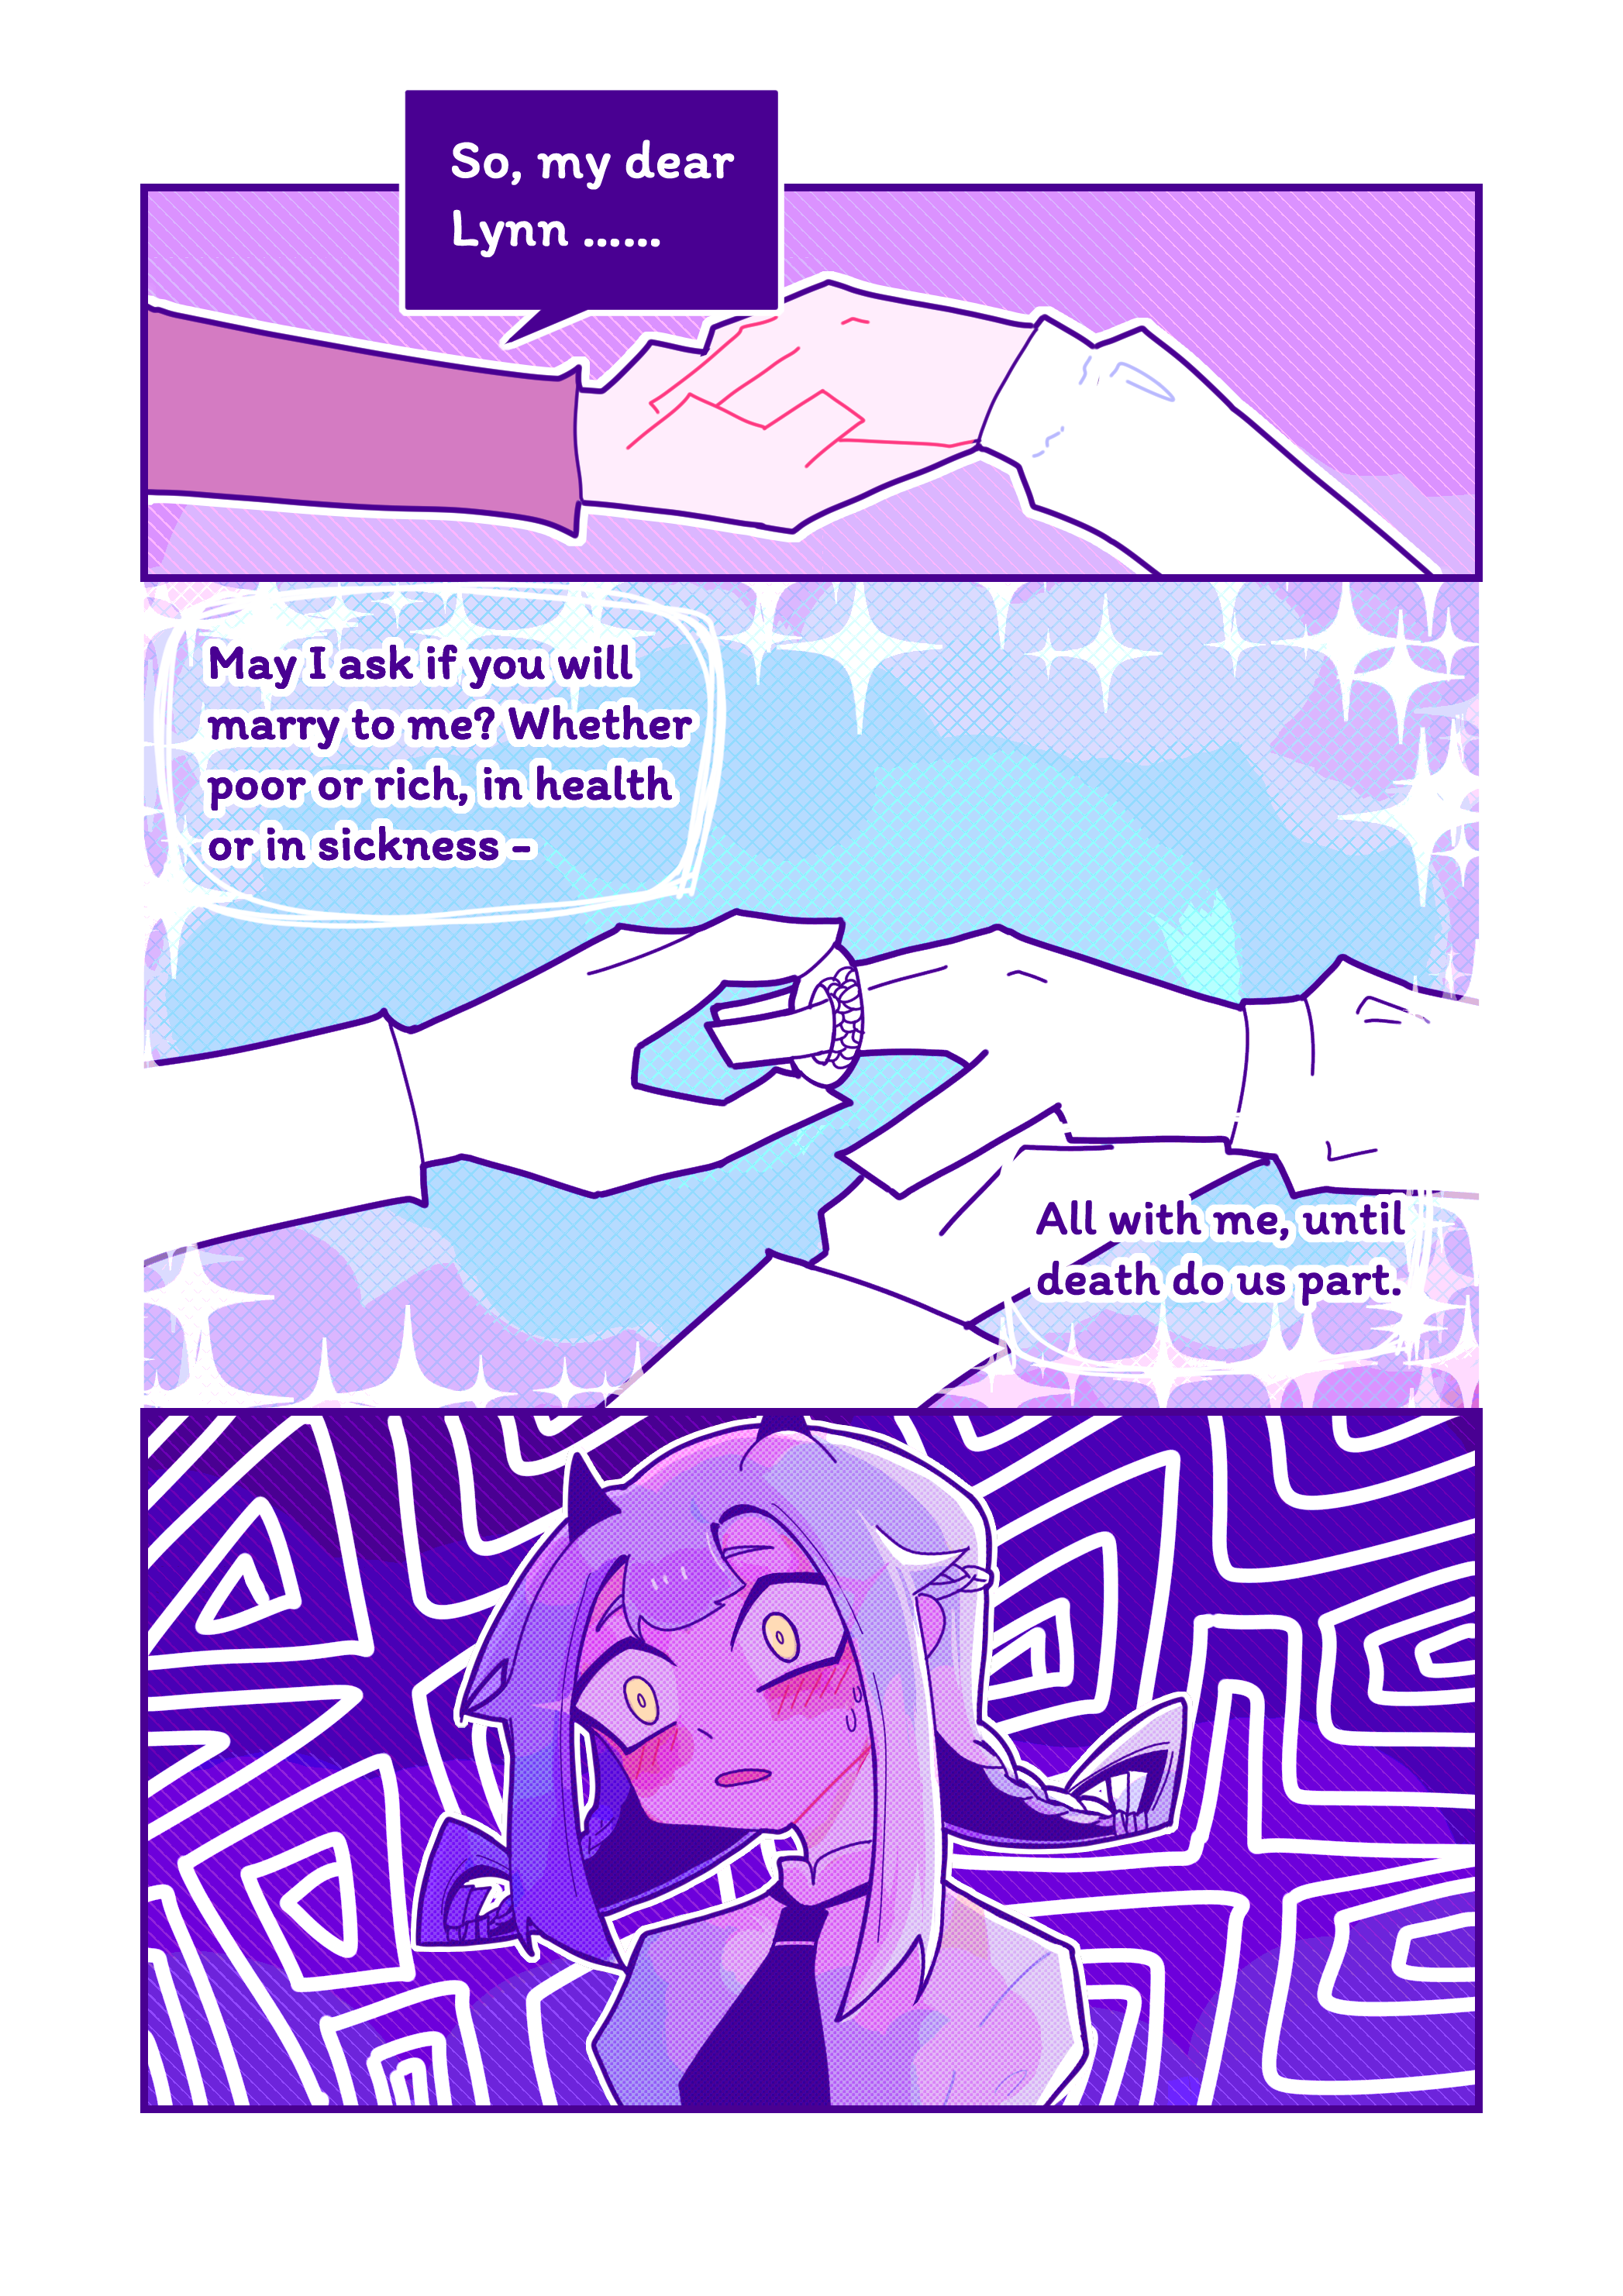 So, my dear
Lynn ......
May I ask if you will
marry to me? Whether
poor or rich, in health
or in sickness -
All with me, until
death do us part.